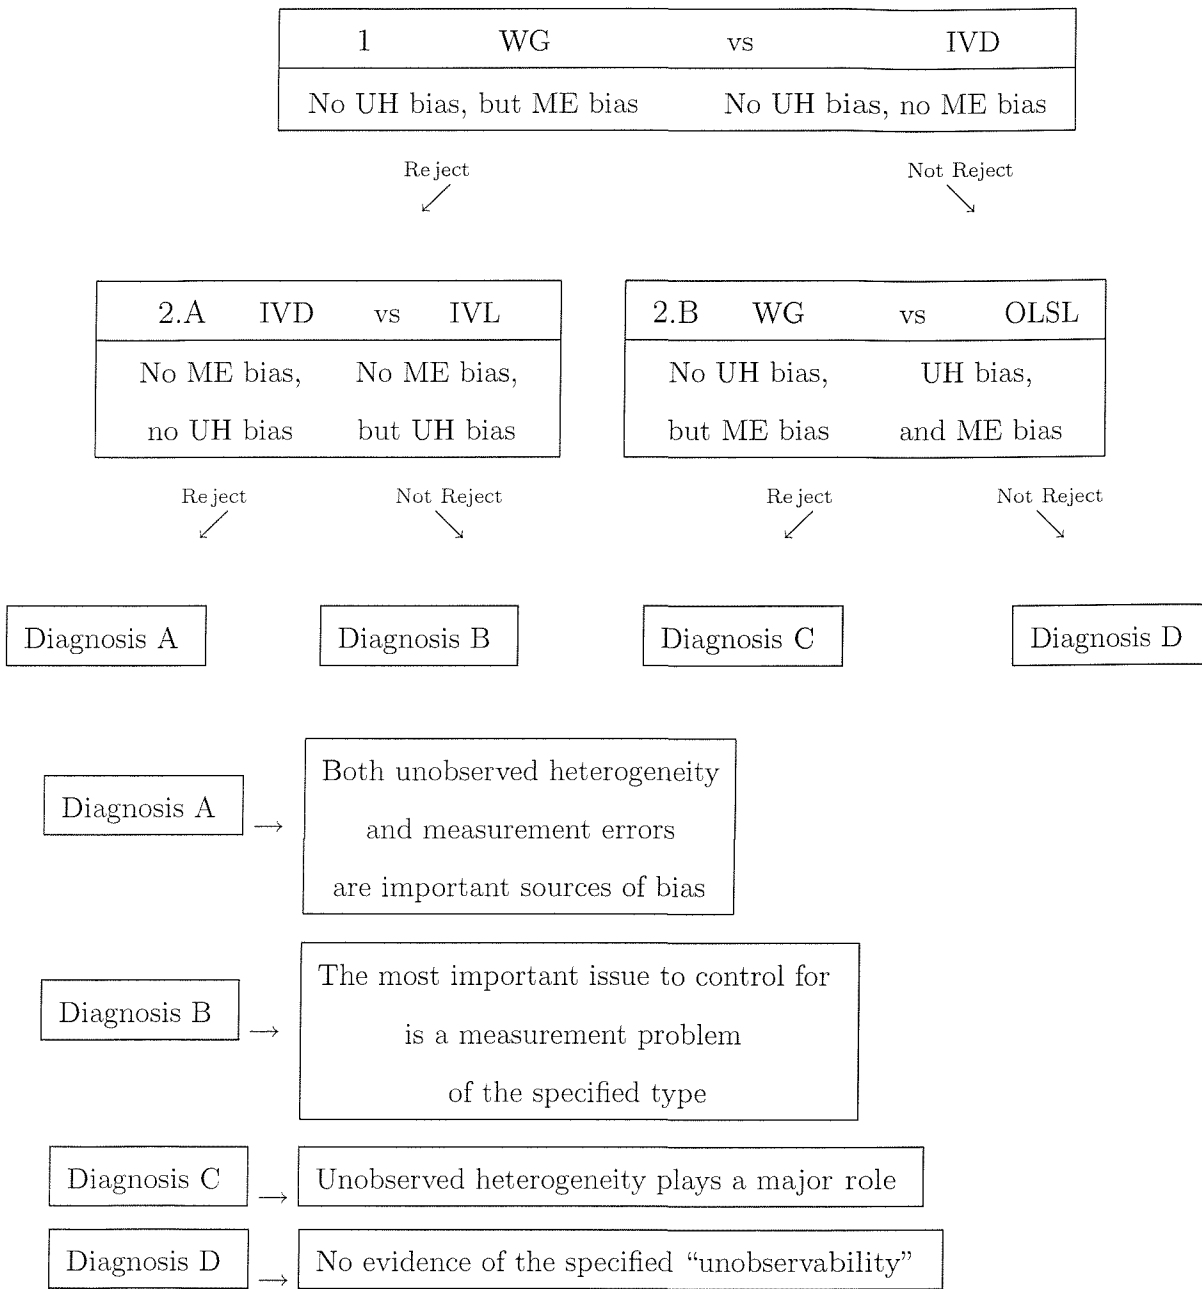 1 WG vs IVD
No UH bias, but ME bias No UH bias, no ME bias
Reject Not Reject
↙ ↘
2.A IVD vs IVL 2.B WG vs OLSL
No ME bias, No ME bias, No UH bias, UH bias,
no UH bias but UH bias but ME bias and ME bias
Reject Not Reject Reject Not Reject
↙ ↘ ↙ ↘
Diagnosis A Diagnosis B Diagnosis C Diagnosis D
Both unobserved heterogeneity
Diagnosis A → and measurement errors
are important sources of bias
The most important issue to control for
Diagnosis B → is a measurement problem
of the specified type
Diagnosis C → Unobserved heterogeneity plays a major role
Diagnosis D → No evidence of the specified “unobservability”